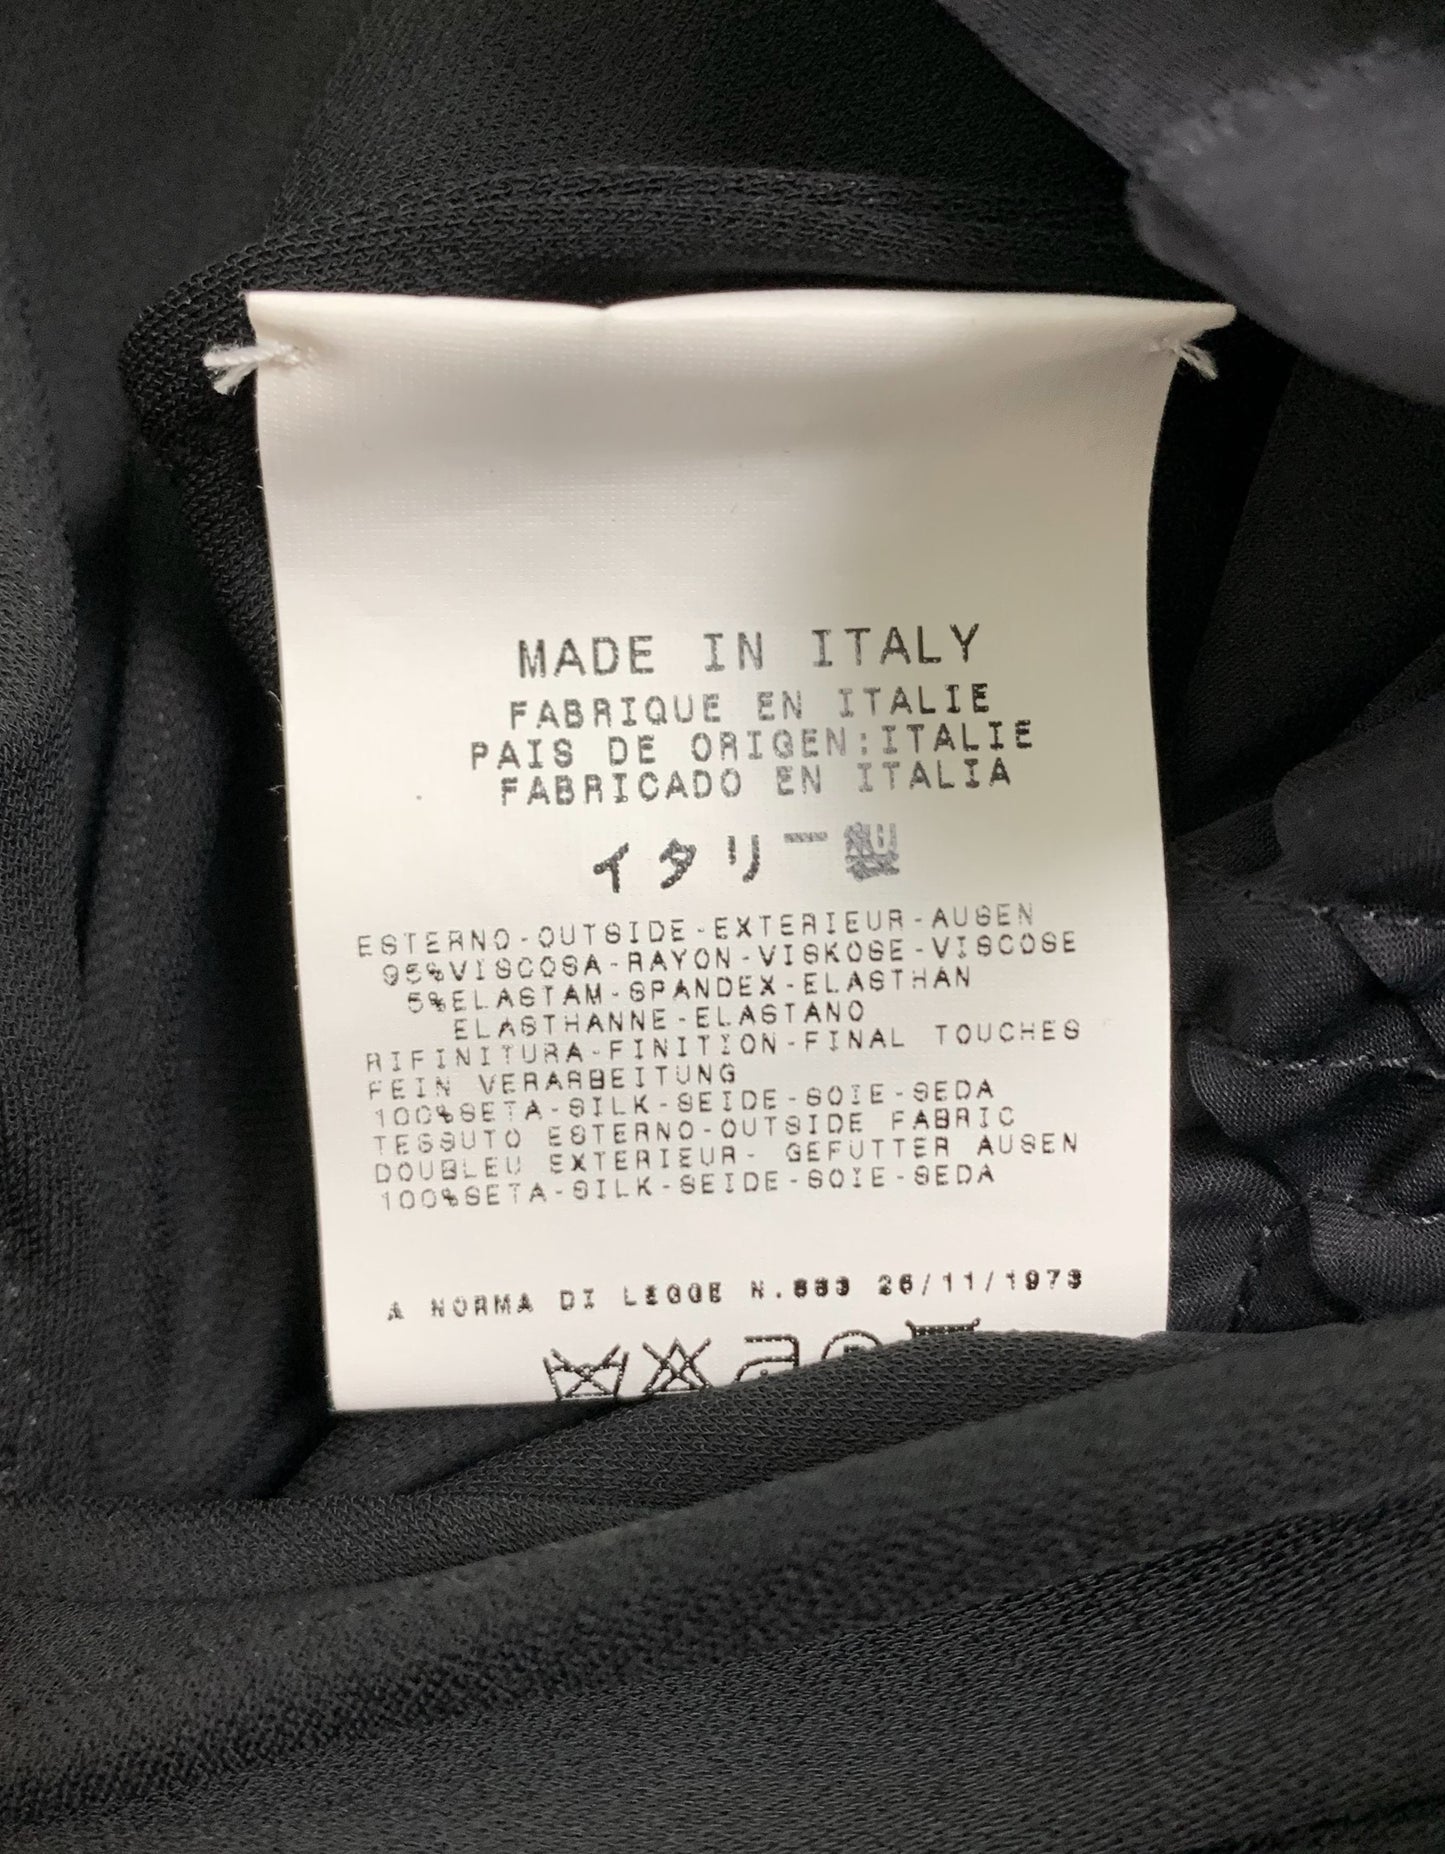 MADE IN ITALY
FABRIQUE EN ITALIE
PAIS DE ORIGEN:ITALIE
FABRICADO EN ITALIA
イタリー製
ESTERNO-OUTSIDE-EXTERIEUR-AUSEN
95%VISCOSA-RAYON-VISKOSE-VISCOSE
5%ELASTAM-SPANDEX-ELASTHAN
ELASTHANNE-ELASTANO
RIFINITURA-FINITION-FINAL TOUCHES
FEIN VERARBEITUNG
100%SETA-SILK-SEIDE-SOIE-SEDA
TESSUTO ESTERNO-OUTSIDE FABRIC
DOUBLEU EXTERIEUR- GEFUTTER AUSEN
100%SETA-SILK-SEIDE-SOIE-SEDA
A NORMA DI LEGGE N.883 26/11/1973